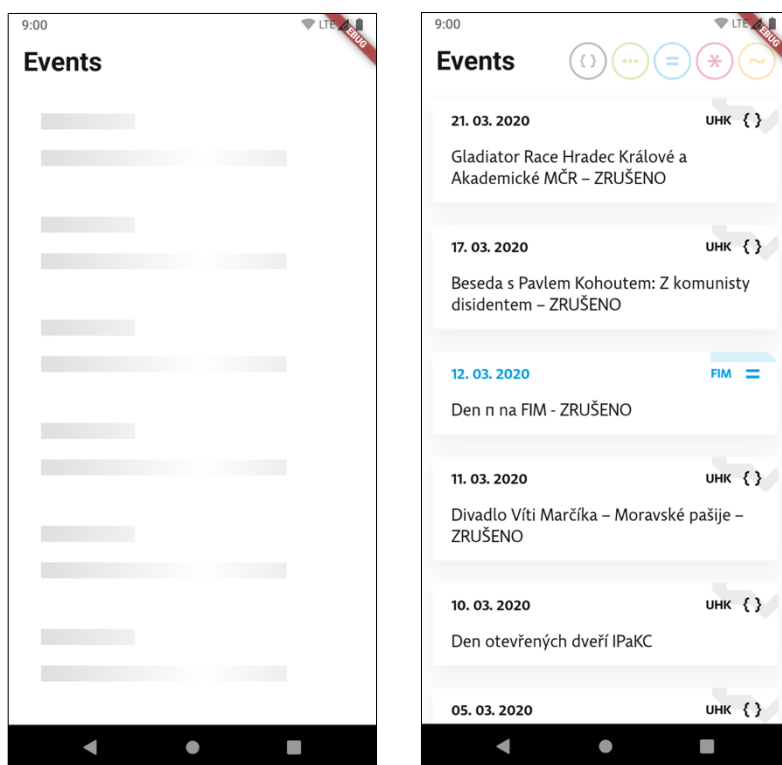 9:00 LTE
EBUG
Events
9:00 LTE
EBUG
Events
21. 03. 2020 UHK { }
Gladiator Race Hradec Králové a
Akademické MČR – ZRUŠENO
17. 03. 2020 UHK { }
Beseda s Pavlem Kohoutem: Z komunisty
disidentem – ZRUŠENO
12. 03. 2020 FIM =
Den π na FIM - ZRUŠENO
11. 03. 2020 UHK { }
Divadlo Víti Marčíka – Moravské pašije –
ZRUŠENO
10. 03. 2020 UHK { }
Den otevřených dveří IPaKC
05. 03. 2020 UHK { }